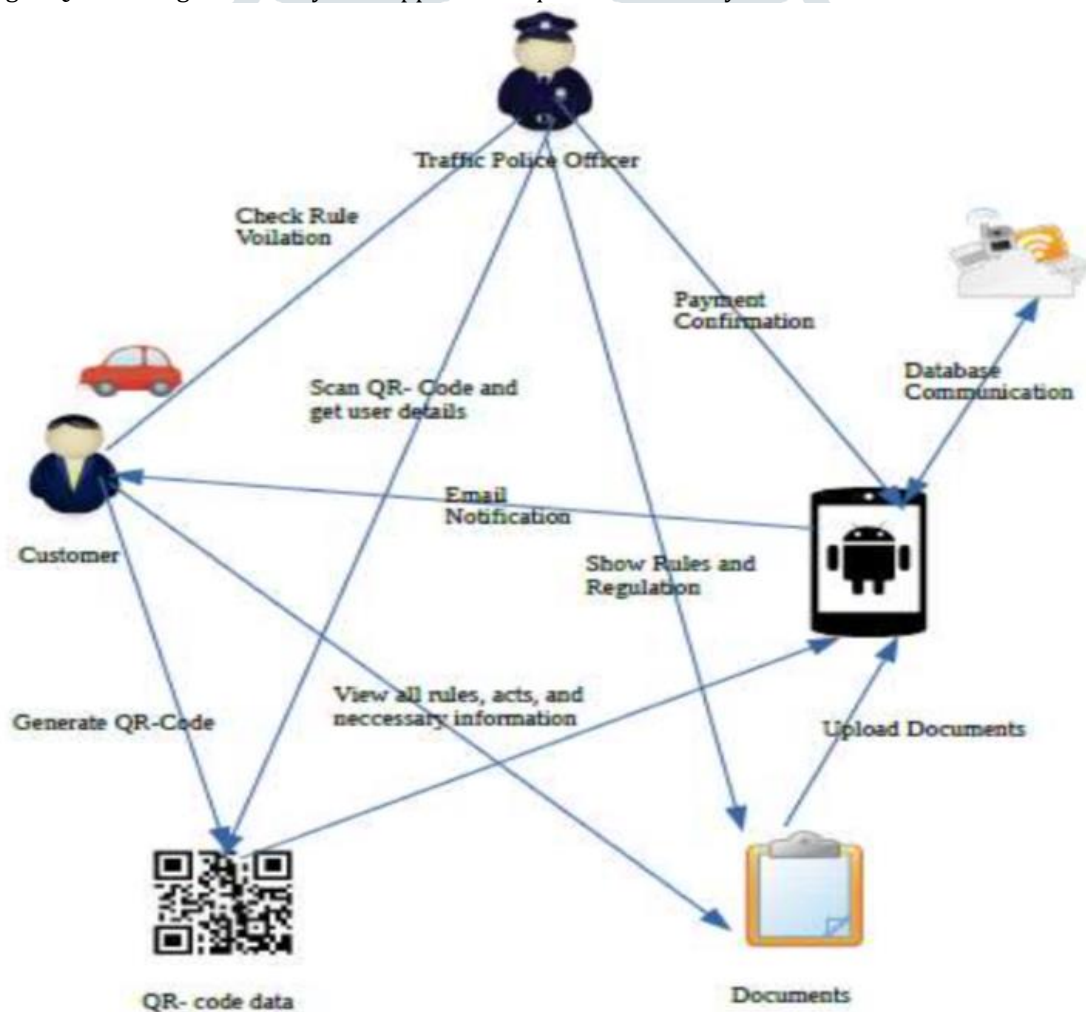 Traffic Police Officer
Check Rule
Voilation
Payment
Confirmation
Database
Communication
Scan QR- Code and
get user details
Email
Notification
Customer
Show Rules and
Regulation
View all rules, acts, and
neccessary information
Generate QR-Code
Upload Documents
QR- code data
Documents